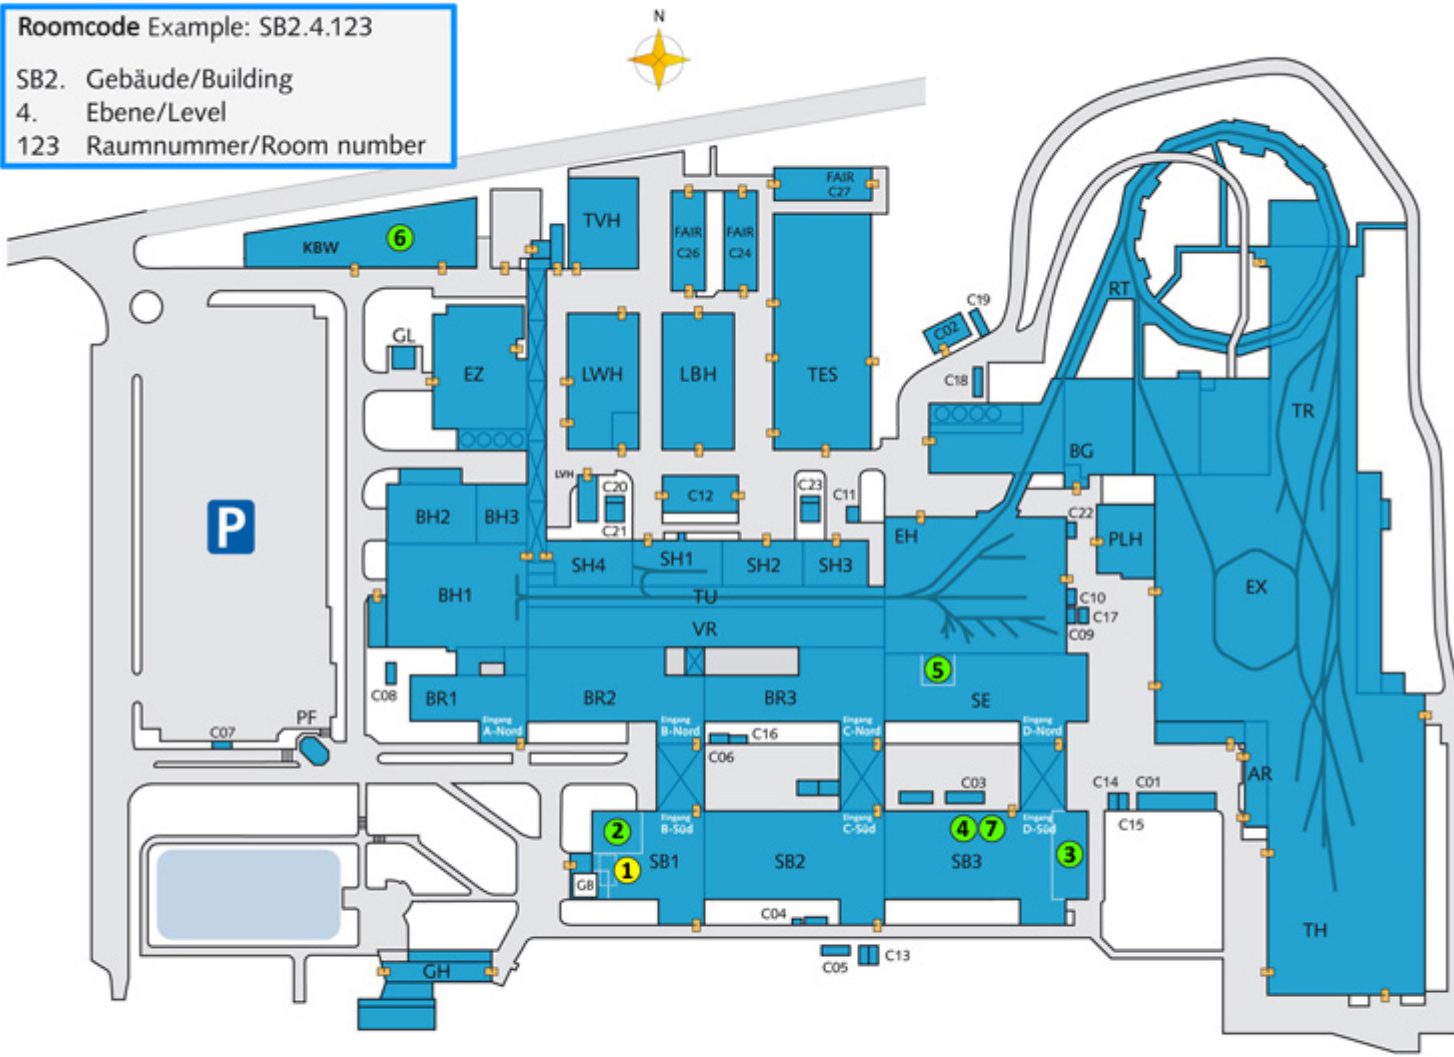 N
Roomcode Example: SB2.4.123
SB2. Gebäude/Building
4. Ebene/Level
123 Raumnummer/Room number
FAIR
C27
TVH
FAIR
C26
FAIR
C24
KBW
6
RT
C19
C02
GL
EZ
LWH
LBH
TES
C18
TR
BG
LVH
C20
C21
C12
C23
C11
P
BH2
BH3
EH
C22
PLH
SH4
SH1
SH2
SH3
BH1
TU
EX
C10
C17
C09
VR
5
C08
BR1
BR2
BR3
SE
PF
C07
Eingang
A-Nord
Eingang
B-Nord
Eingang
C-Nord
Eingang
D-Nord
C16
C06
C03
C14
C01
C15
AR
Eingang
B-Süd
Eingang
C-Süd
Eingang
D-Süd
2
4
7
3
1
SB1
SB2
SB3
GB
C04
TH
C05
C13
GH